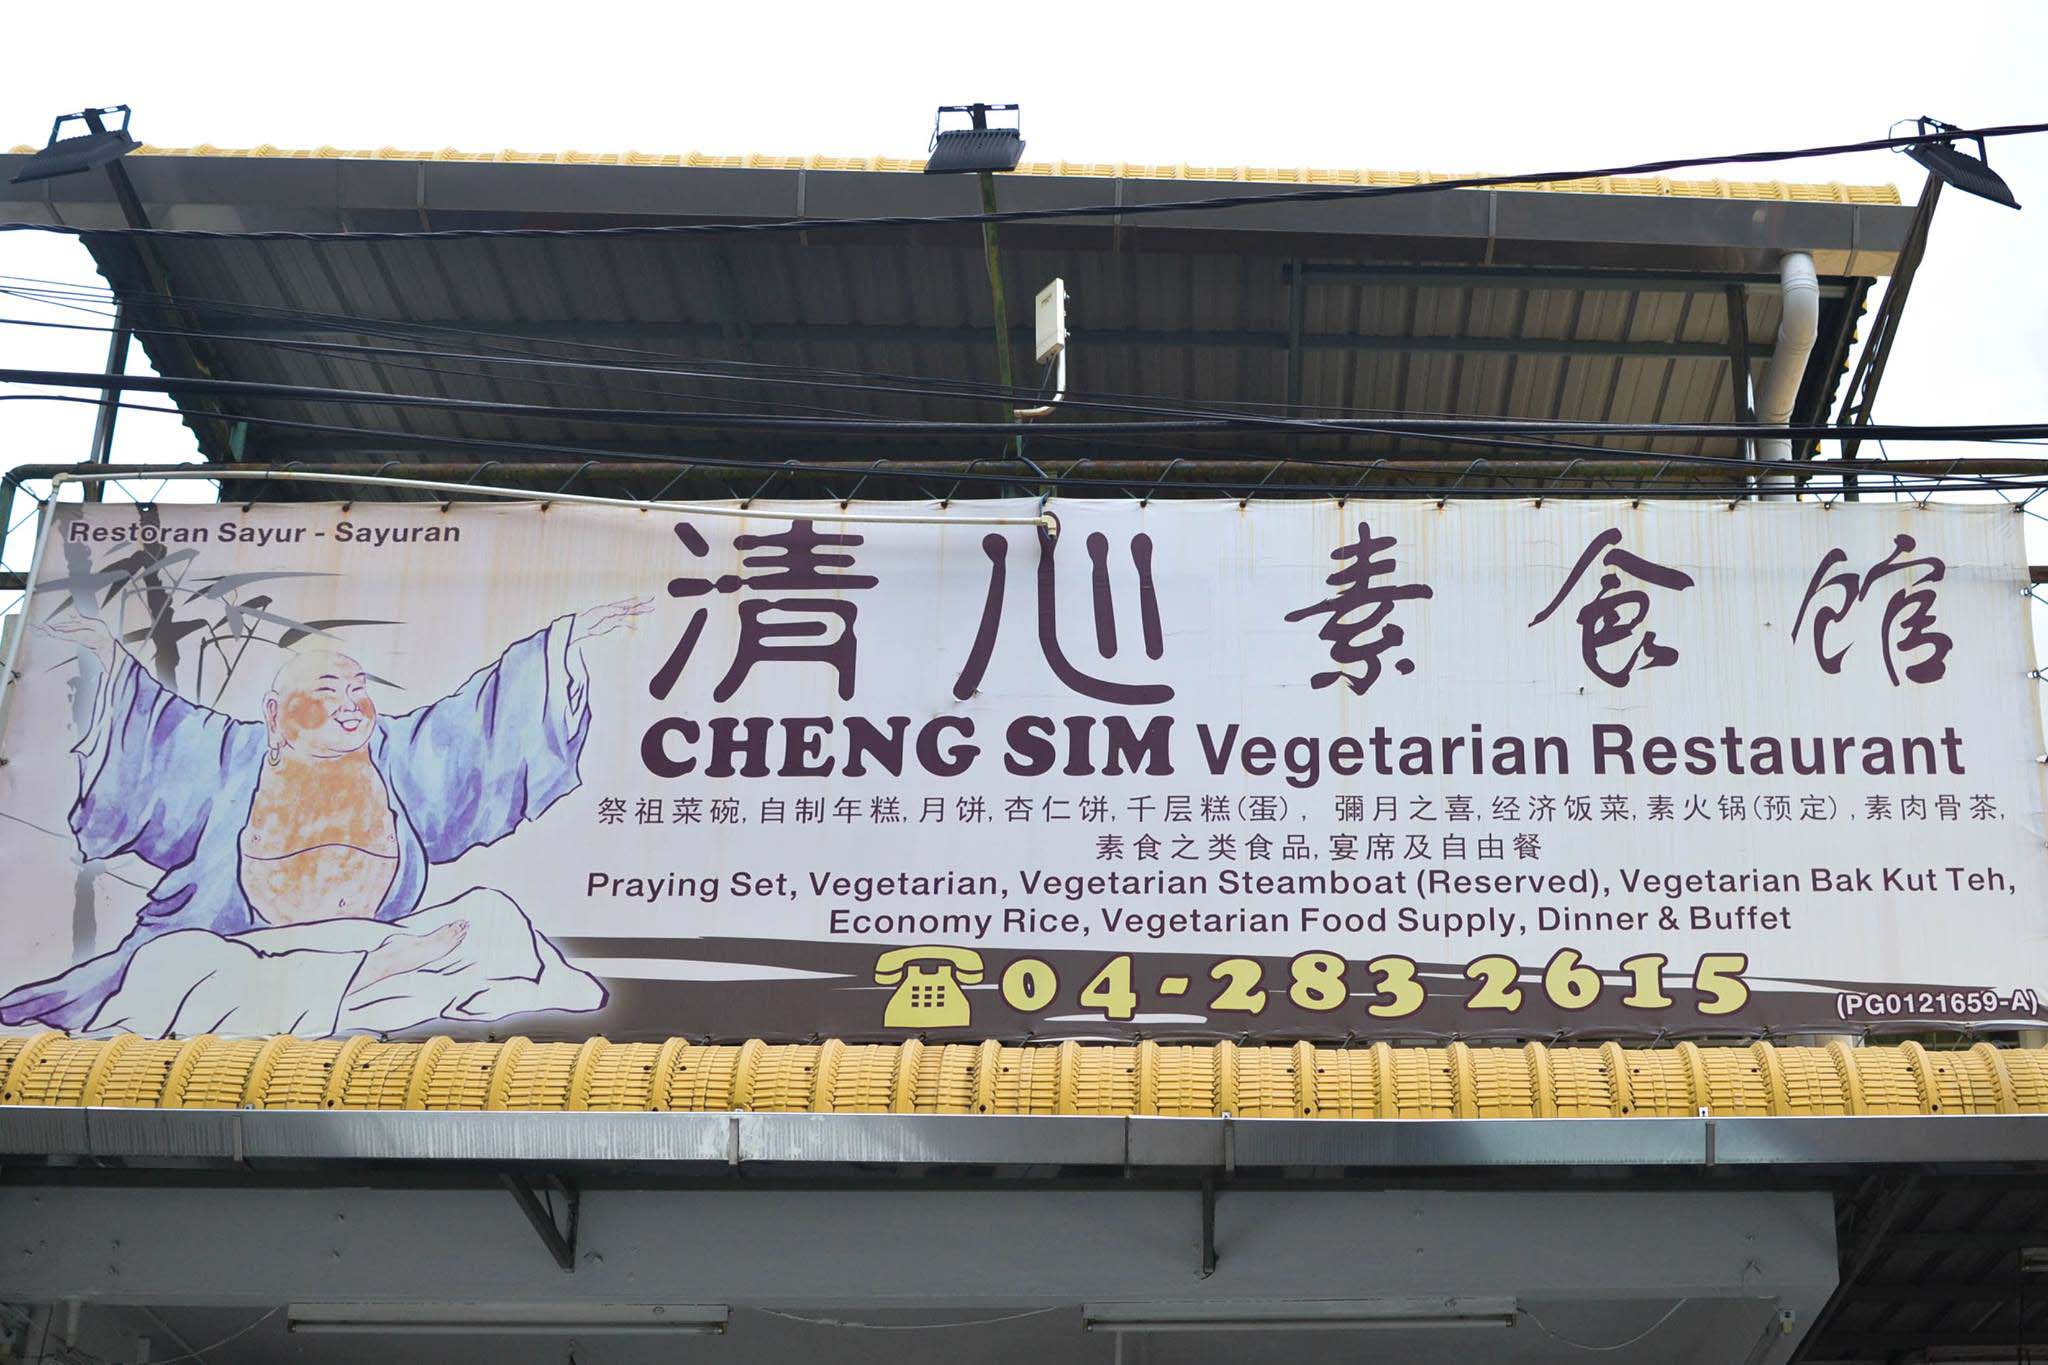 Restoran Sayur - Sayuran
清心素食馆
CHENG SIM Vegetarian Restaurant
祭祖菜碗, 自制年糕, 月饼, 杏仁饼, 千层糕(蛋), 彌月之喜, 经济饭菜, 素火锅(预定), 素肉骨茶,
素食之类食品, 宴席及自由餐
Praying Set, Vegetarian, Vegetarian Steamboat (Reserved), Vegetarian Bak Kut Teh,
Economy Rice, Vegetarian Food Supply, Dinner & Buffet
04-283 2615
(PG0121659-A)